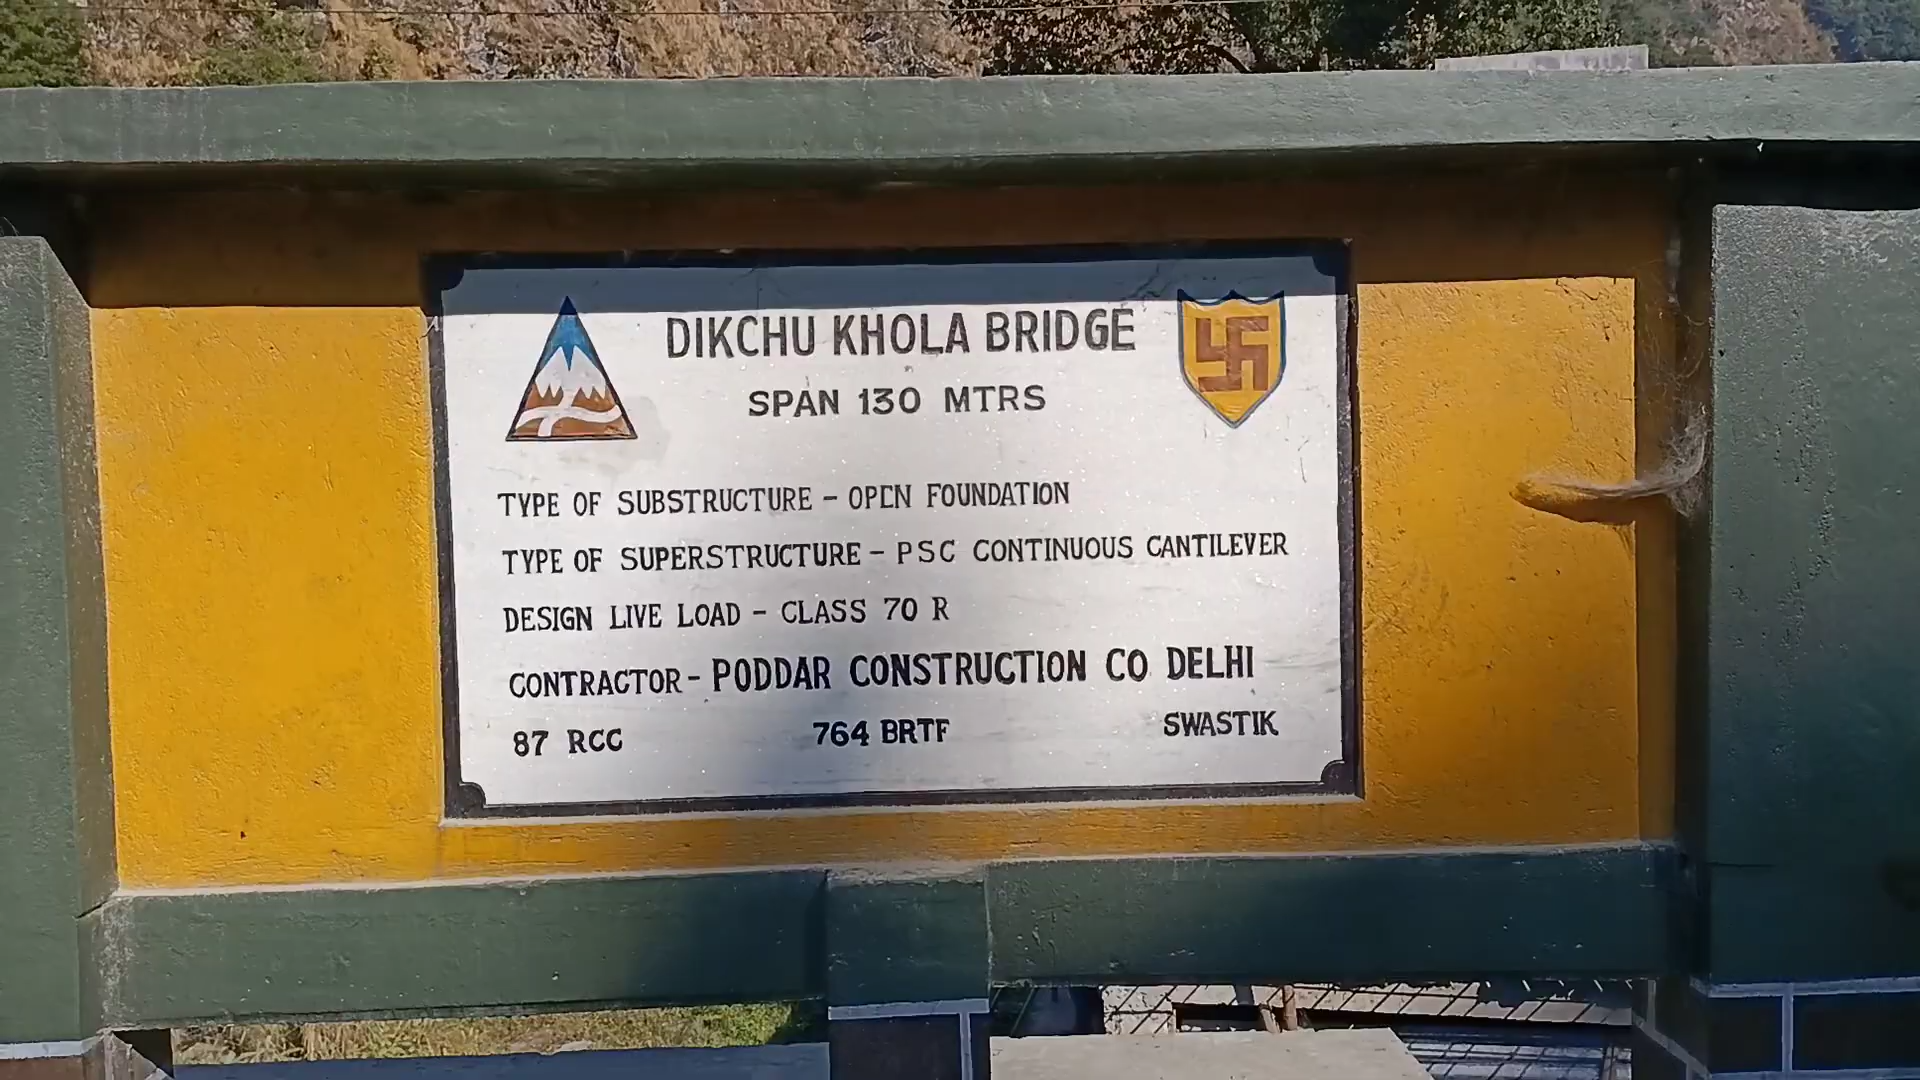 DIKCHU KHOLA BRIDGE
SPAN 130 MTRS
TYPE OF SUBSTRUCTURE - OPEN FOUNDATION
TYPE OF SUPERSTRUCTURE - PSC CONTINUOUS CANTILEVER
DESIGN LIVE LOAD - CLASS 70 R
CONTRACTOR - PODDAR CONSTRUCTION CO DELHI
87 RCC 764 BRTF SWASTIK